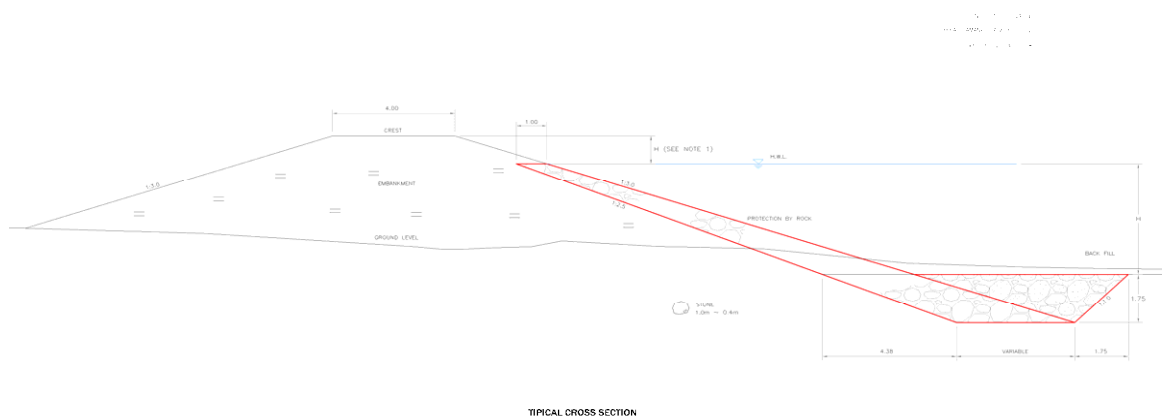 4.00
CREST
1.00
H (SEE NOTE 1)
H.W.L.
1:3.0
EMBANKMENT
1:3.0
1:2.5
PROTECTION BY ROCK
H
GROUND LEVEL
BACK FILL
STONE
1.0m ~ 0.4m
1.75
4.38
VARIABLE
1.75
TIPICAL CROSS SECTION